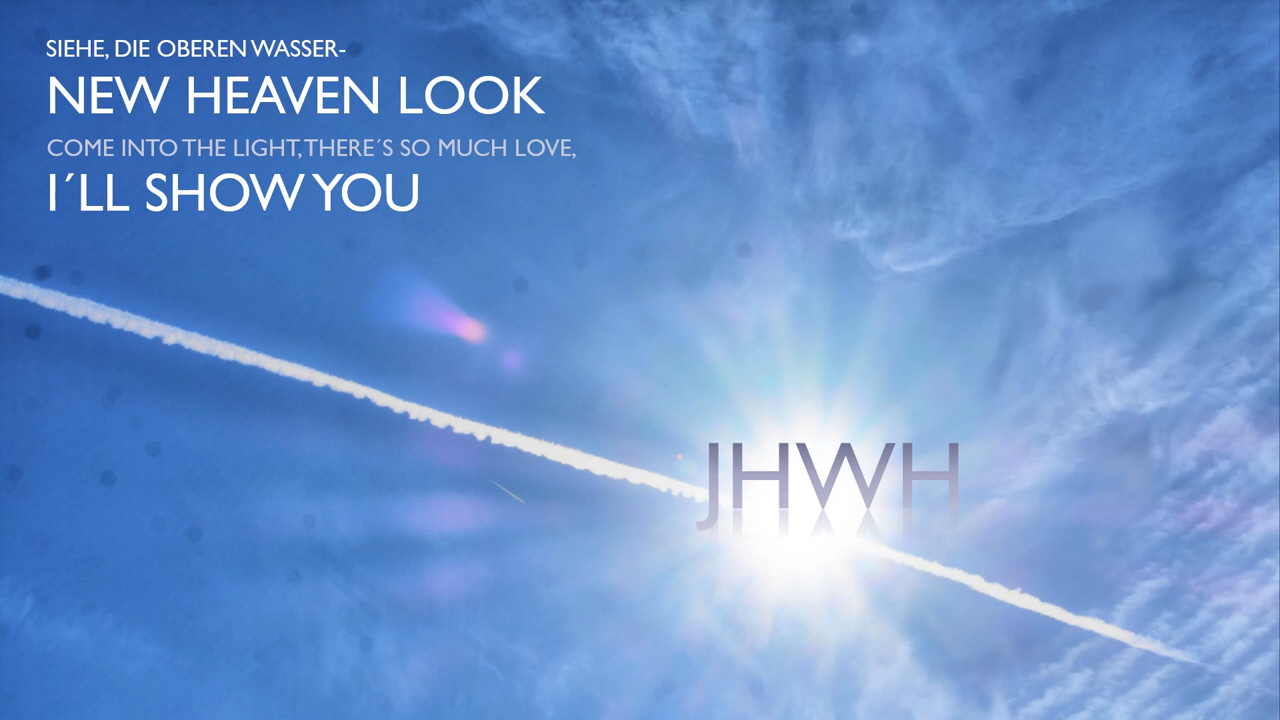 SIEHE, DIE OBEREN WASSER-
NEW HEAVEN LOOK
COME INTO THE LIGHT,THERE´S SO MUCH LOVE,
I´LL SHOW YOU
JHWH